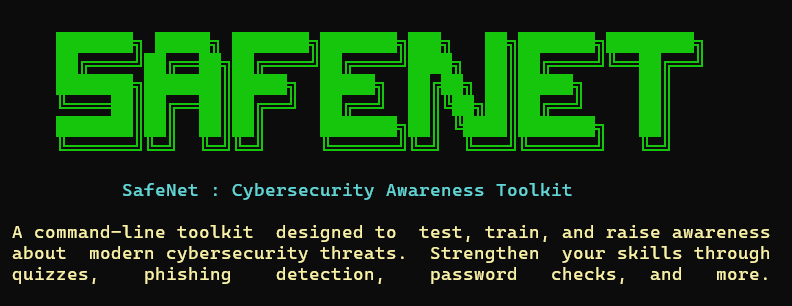 SAFENET
SafeNet : Cybersecurity Awareness Toolkit
A command-line toolkit designed to test, train, and raise awareness
about modern cybersecurity threats. Strengthen your skills through
quizzes, phishing detection, password checks, and more.